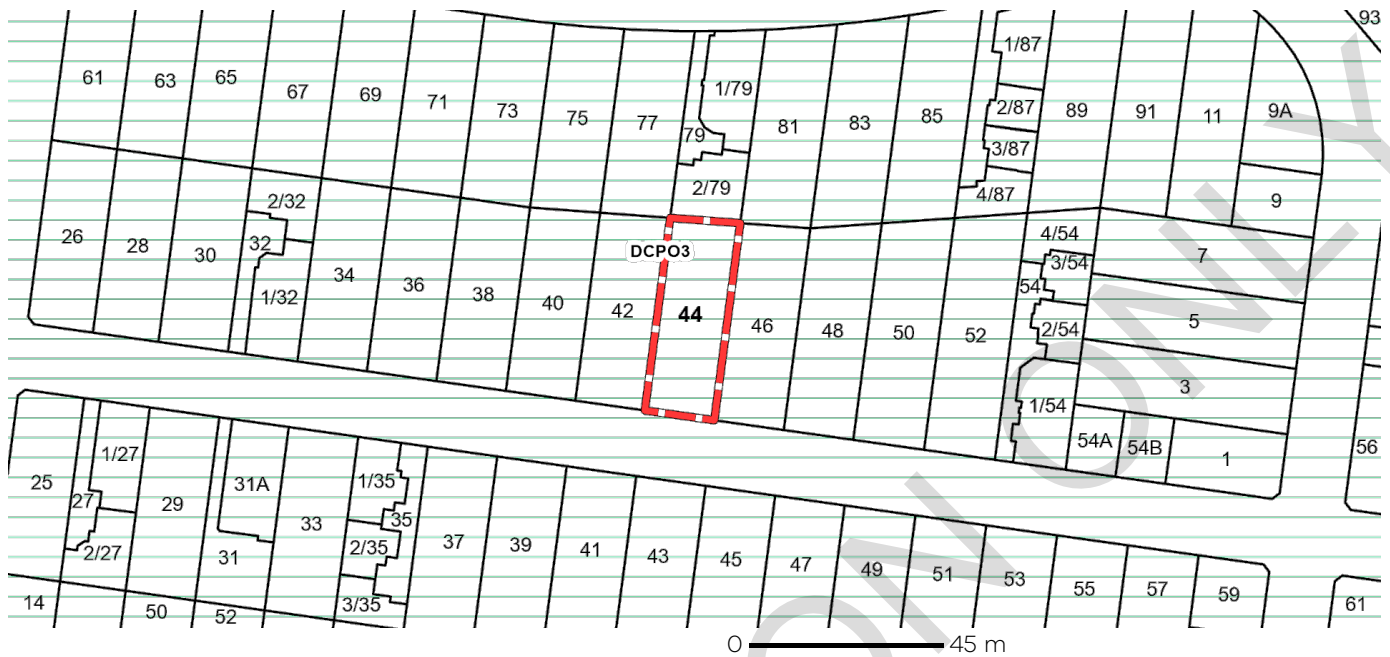 93
61 63 65 67 69 71 73 75 77 1/79 79 81 83 85 1/87 2/87 3/87 4/87 89 91 11 9A
2/79 9
26 28 30 2/32 32 1/32 34 36 38 40 42 DCPO3 44 46 48 50 52 4/54 3/54 54 2/54 1/54 7
5
3
54A 54B 1 56
25 1/27 27 2/27 29 31A 31 33 1/35 35 2/35 3/35 37 39 41 43 45 47 49 51 53 55 57 59 61
14 50 52
0 45 m
ON ONLY